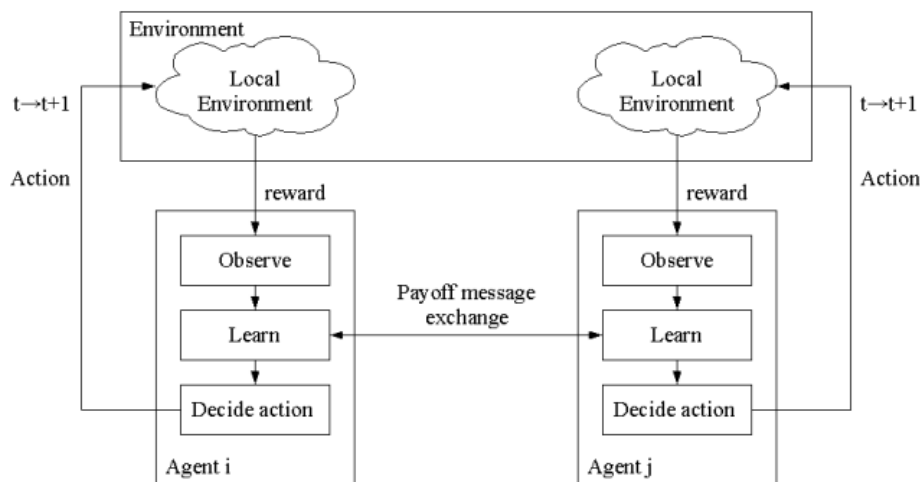 Environment
Local
Environment
Local
Environment
t→t+1
t→t+1
Action
Action
reward
reward
Observe
Observe
Payoff message
exchange
Learn
Learn
Decide action
Decide action
Agent i
Agent j